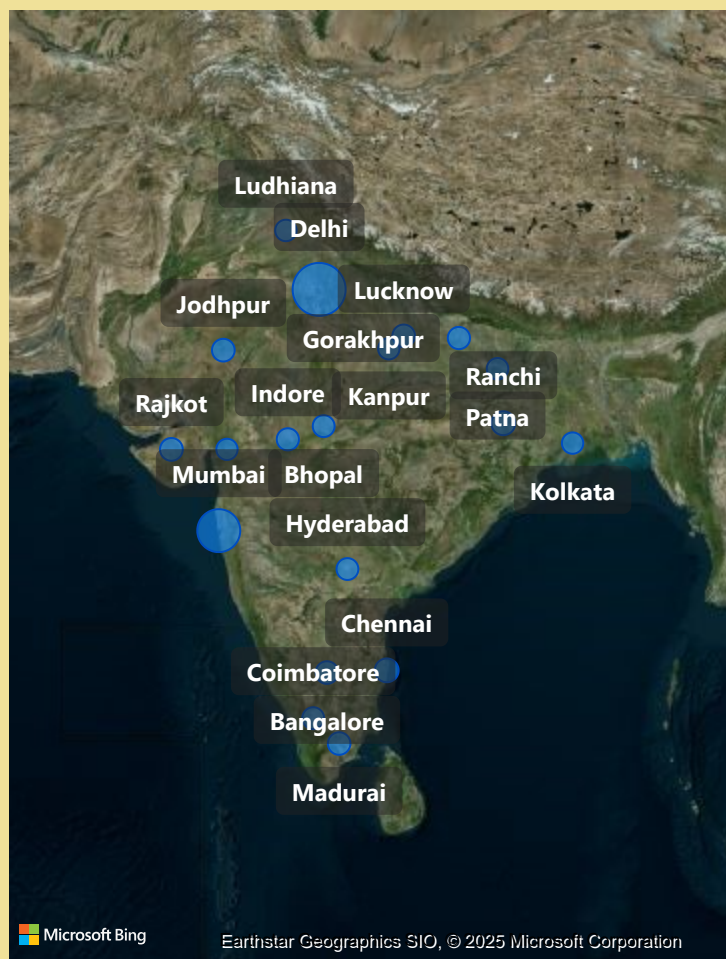 Ludhiana
Delhi
Lucknow
Jodhpur
Gorakhpur
Ranchi
Indore
Kanpur
Rajkot
Patna
Mumbai
Bhopal
Kolkata
Hyderabad
Chennai
Coimbatore
Bangalore
Madurai
Microsoft Bing
Earthstar Geographics SIO, © 2025 Microsoft Corporation